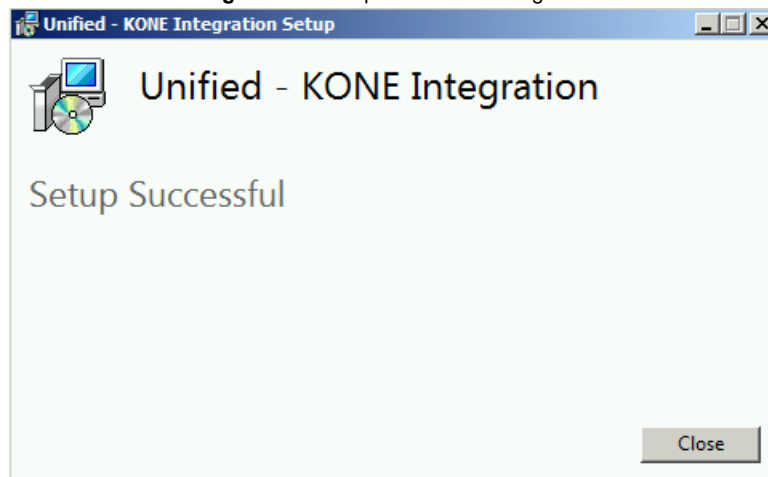 Unified - KONE Integration Setup
Unified - KONE Integration
Setup Successful
Close